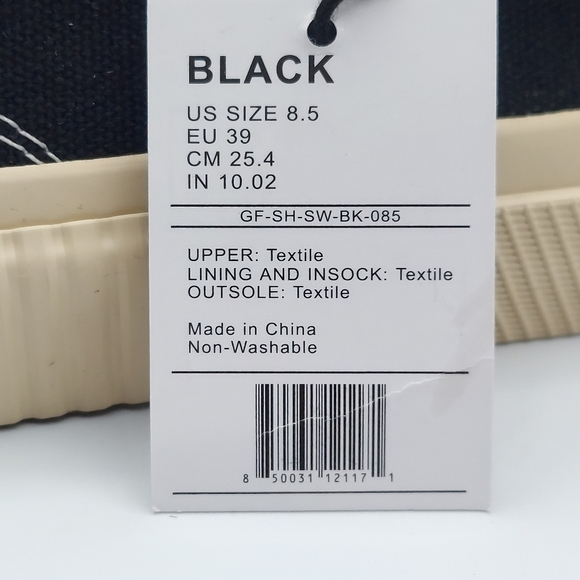 BLACK
US SIZE 8.5
EU 39
CM 25.4
IN 10.02
GF-SH-SW-BK-085
UPPER: Textile
LINING AND INSOCK: Textile
OUTSOLE: Textile
Made in China
Non-Washable
8 50031 12117 1